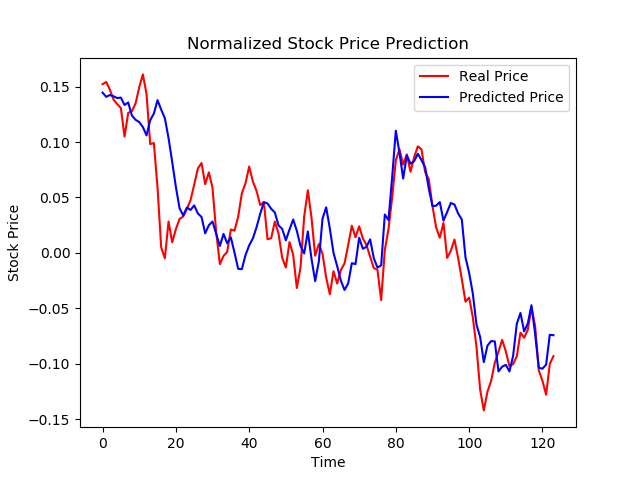 Normalized Stock Price Prediction
Real Price
Predicted Price
Stock Price
0.15
0.10
0.05
0.00
−0.05
−0.10
−0.15
0 20 40 60 80 100 120
Time